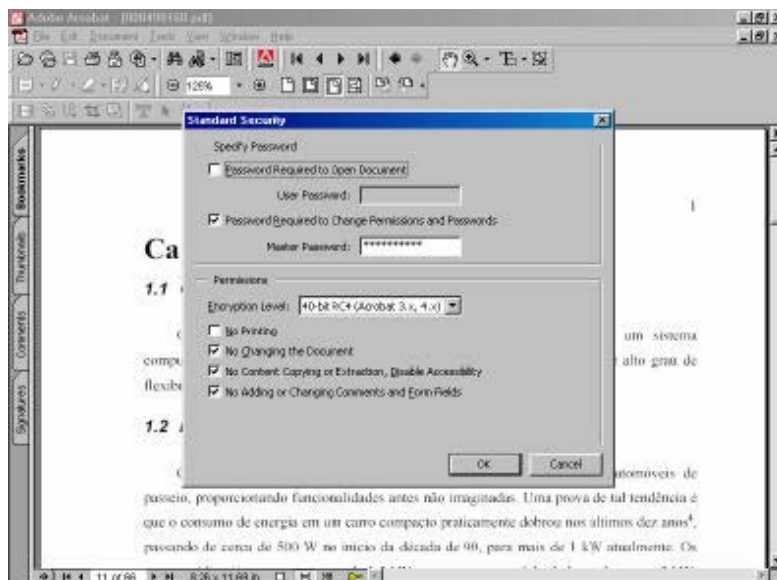 Adobe Acrobat - [000490160.pdf]
File Edit Document Tools View Window Help
125%
Standard Security
Specify Password
Password Required to Open Document
User Password:
Password Required to Change Permissions and Passwords
Master Password: **********
Permissions
Encryption Level: 40-bit RC4 (Acrobat 3.x, 4.x)
No Printing
No Changing the Document
No Content Copying or Extraction, Disable Accessibility
No Adding or Changing Comments and Form Fields
OK Cancel
Bookmarks
Thumbnails
Comments
Signatures
1
Ca
1.1
um sistema
compu
alto grau de
flexibi
1.2
automóveis de
passeio, proporcionando funcionalidades antes não imaginadas. Uma prova de tal tendência é
que o consumo de energia em um carro compacto praticamente dobrou nos últimos dez anos⁴,
passando de cerca de 500 W no início da década de 90, para mais de 1 kW atualmente. Os
11 of 66 8.26 x 11.69 in